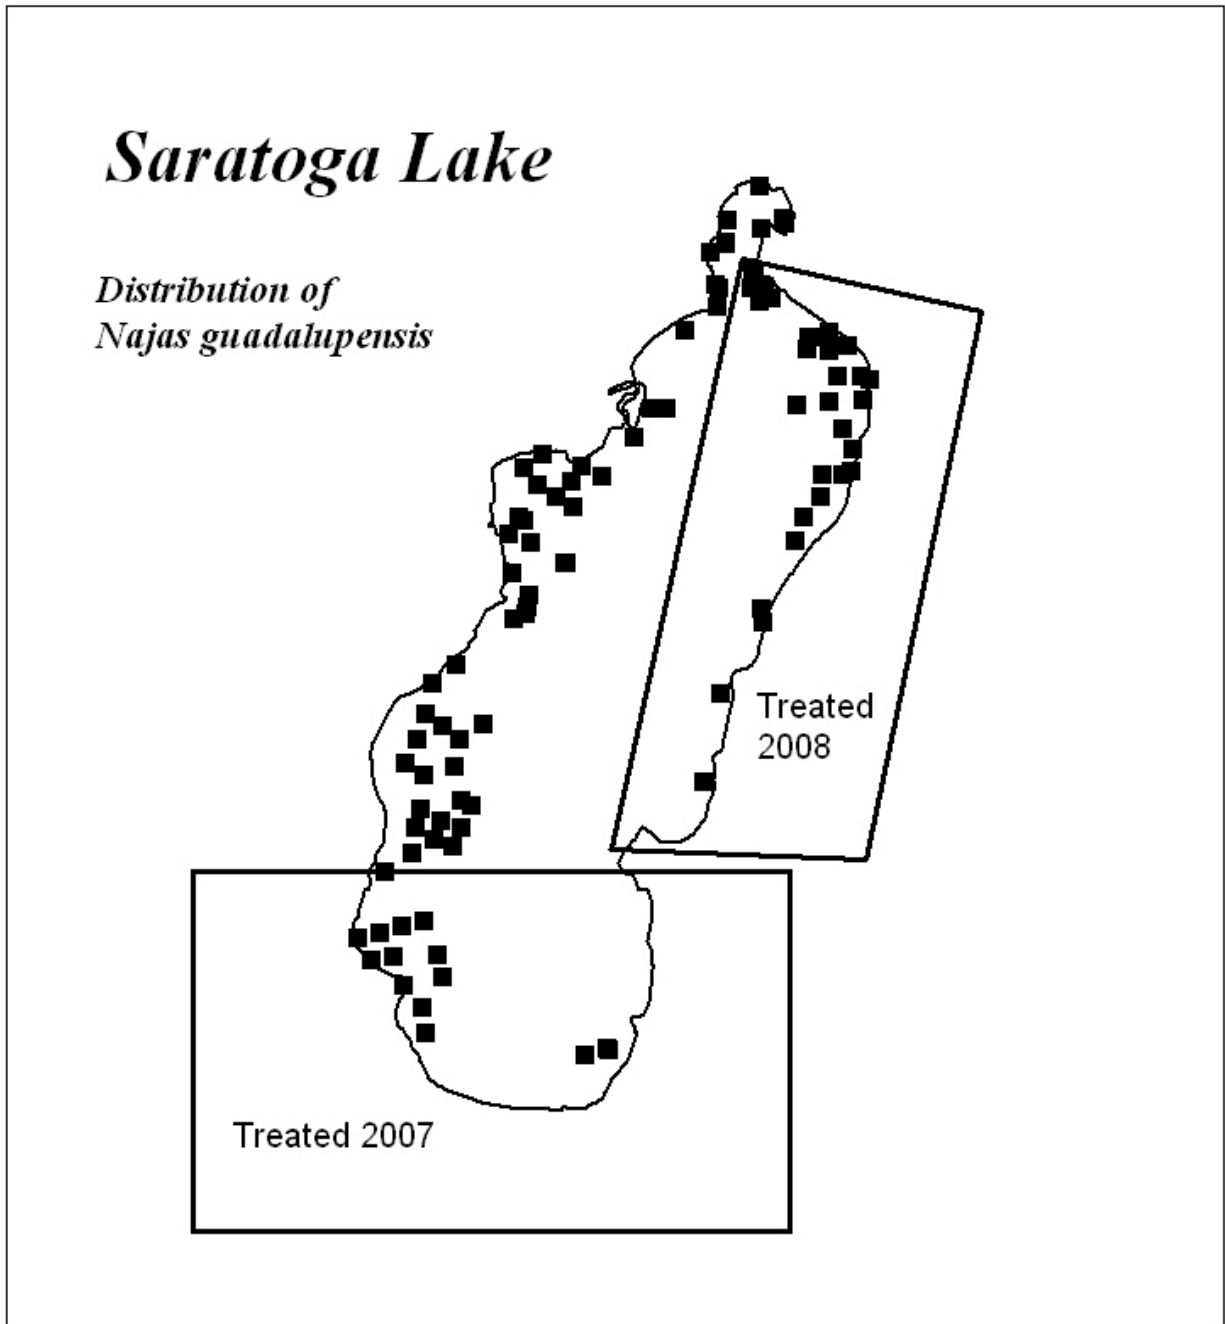 Saratoga Lake
Distribution of
Najas guadalupensis
Treated
2008
Treated 2007